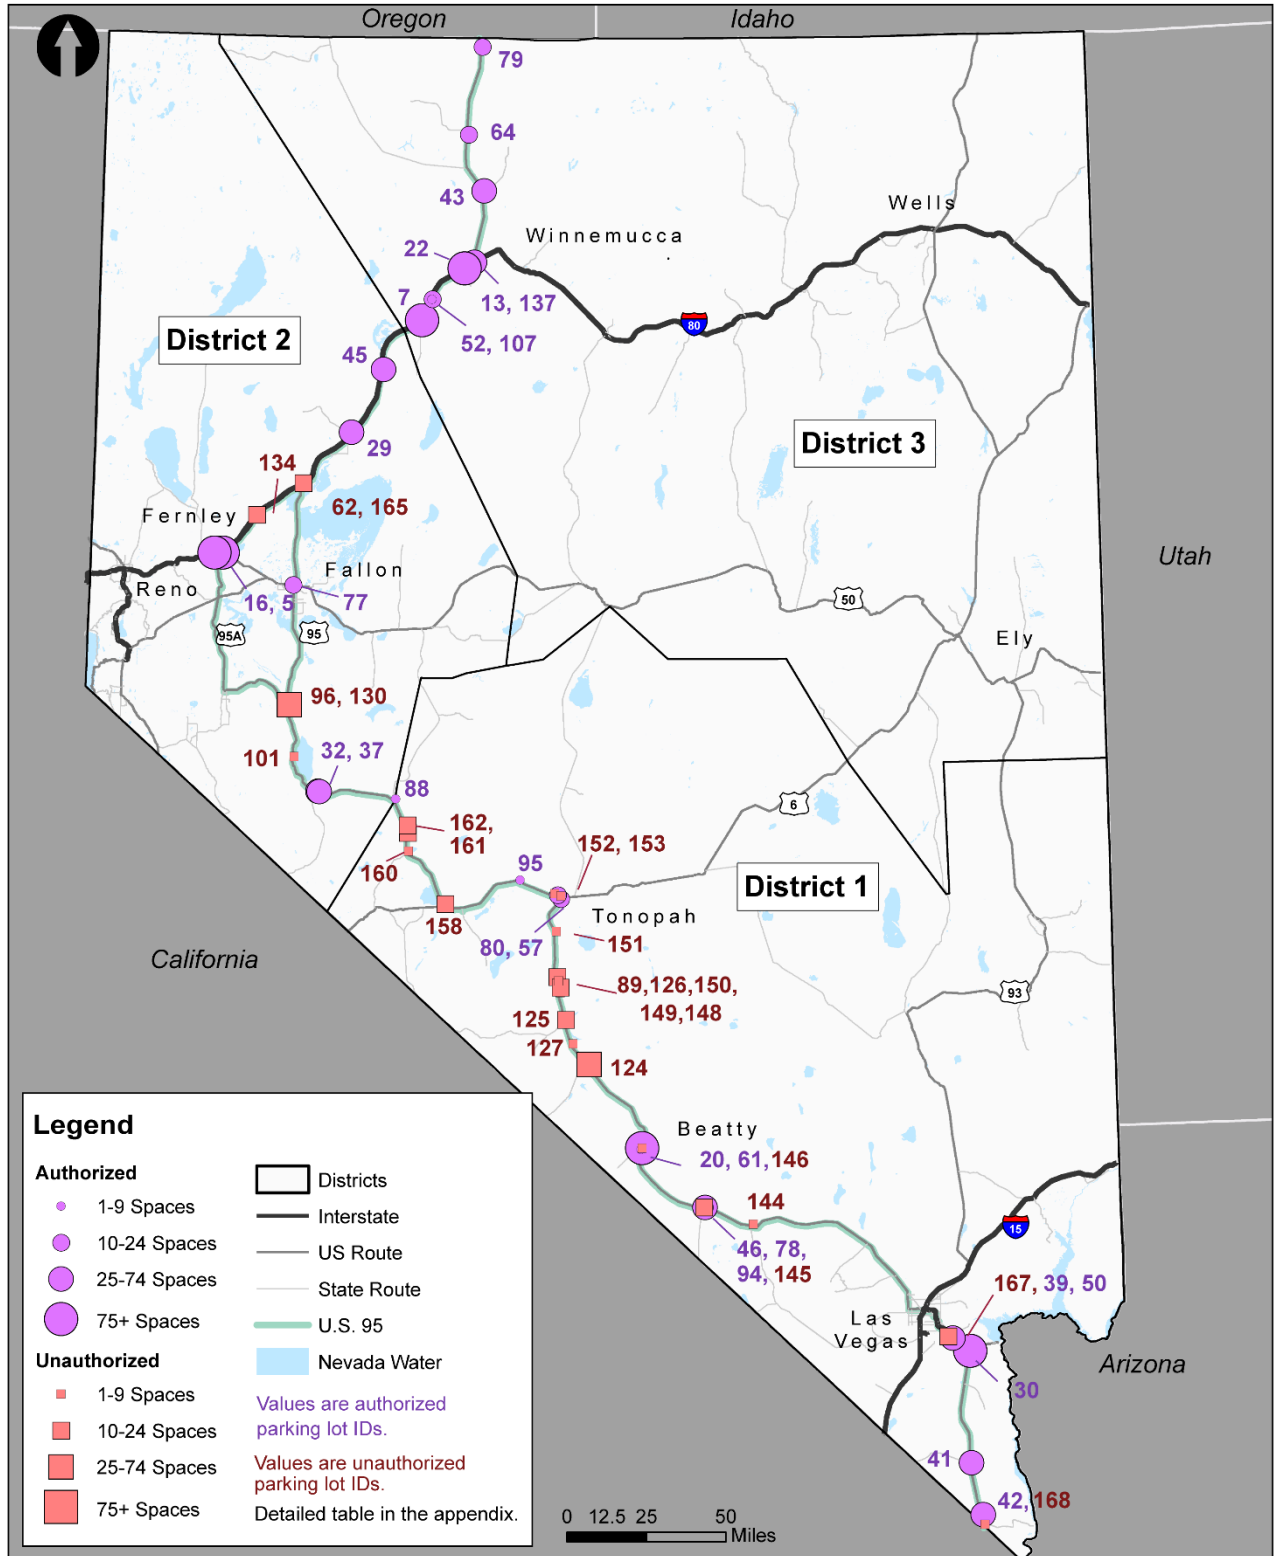 Oregon
Idaho
79
64
43
Wells
Winnemucca
22
13, 137
7
80
52, 107
District 2
45
District 3
29
134
62, 165
Fernley
Utah
Fallon
Reno
16, 5
77
50
95A
95
Ely
96, 130
32, 37
101
88
6
162,
161
152, 153
160
95
District 1
158
Tonopah
80, 57
151
California
89,126,150,
149,148
93
125
127
124
Beatty
20, 61,146
144
15
46, 78,
94, 145
167, 39, 50
Las
Vegas
Arizona
30
41
42, 168
Legend
Authorized
1-9 Spaces
10-24 Spaces
25-74 Spaces
75+ Spaces
Unauthorized
1-9 Spaces
10-24 Spaces
25-74 Spaces
75+ Spaces
Districts
Interstate
US Route
State Route
U.S. 95
Nevada Water
Values are authorized
parking lot IDs.
Values are unauthorized
parking lot IDs.
Detailed table in the appendix.
0 12.5 25 50
Miles